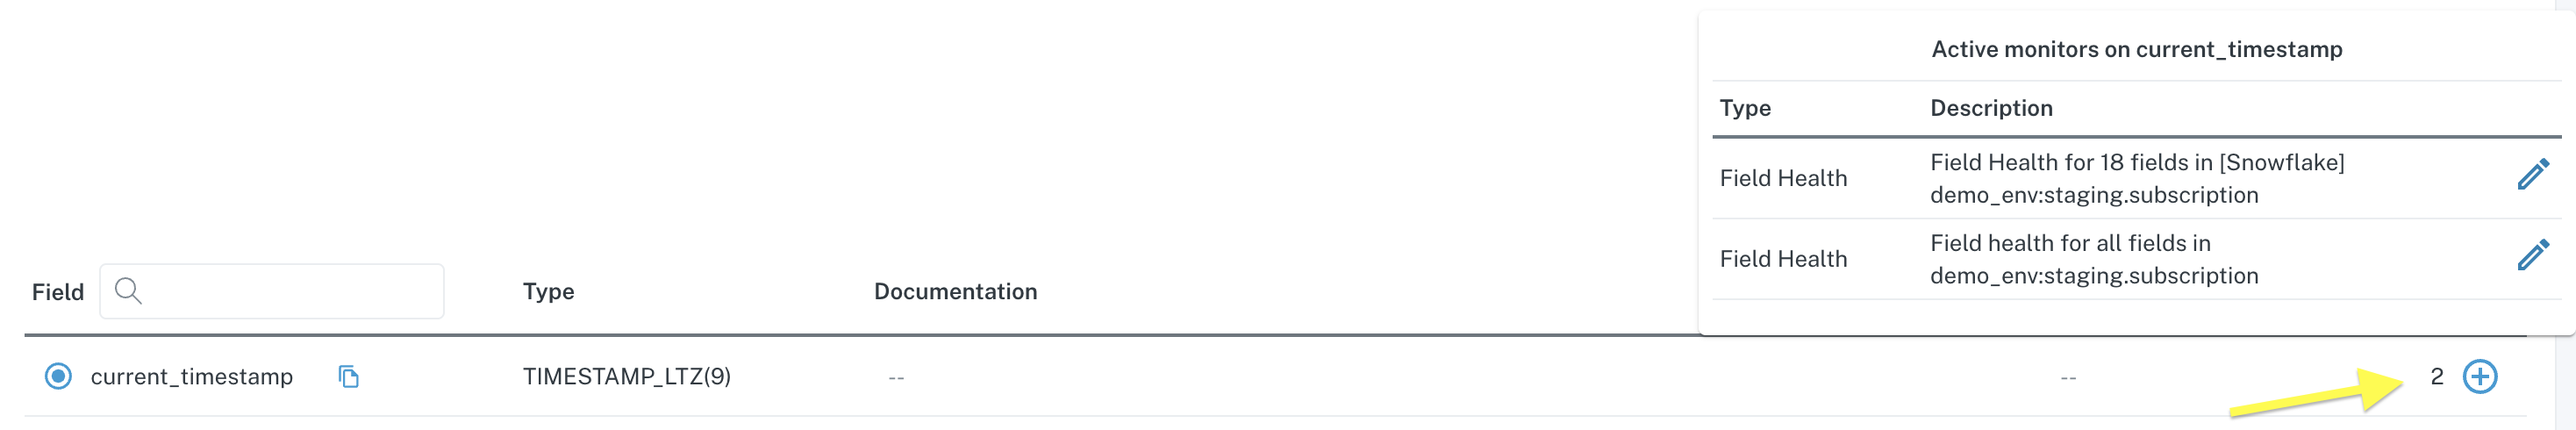 Active monitors on current_timestamp
Type Description
Field Health Field Health for 18 fields in [Snowflake]
demo_env:staging.subscription
Field Health Field health for all fields in
demo_env:staging.subscription
Field Type Documentation
current_timestamp TIMESTAMP_LTZ(9) -- -- 2